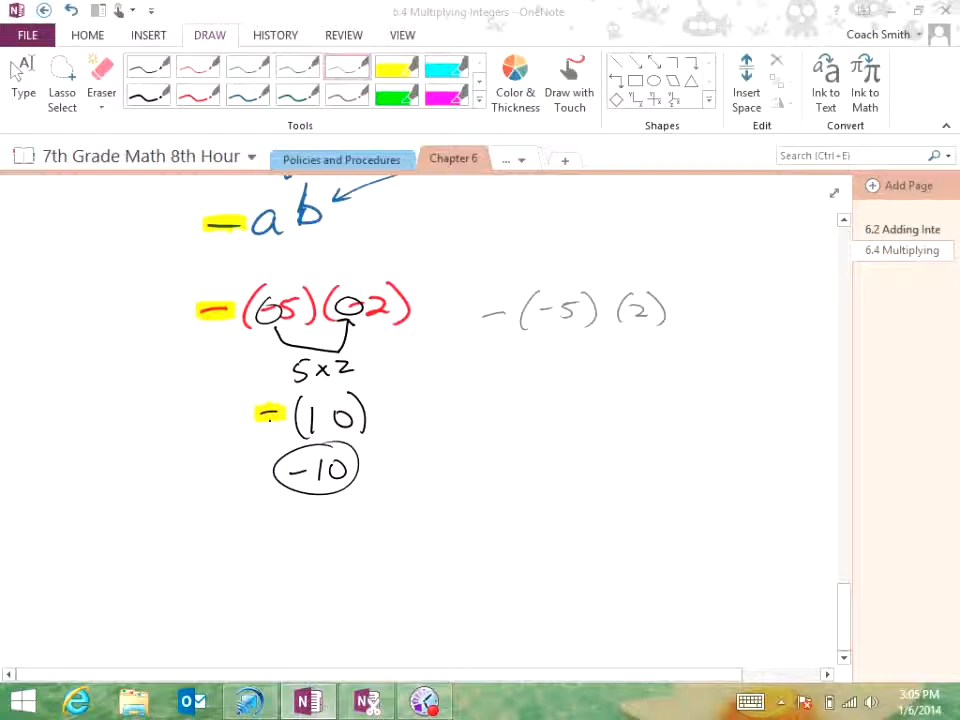 6.4 Multiplying Integers - OneNote
FILE HOME INSERT DRAW HISTORY REVIEW VIEW Coach Smith
Type Lasso Select Eraser Color & Thickness Draw with Touch Insert Space Ink to Text Ink to Math
Tools Shapes Edit Convert
7th Grade Math 8th Hour Policies and Procedures Chapter 6 ... Search (Ctrl+E)
Add Page
6.2 Adding Inte
6.4 Multiplying
- a b
- (-5)(-2) - (-5) (2)
5 x 2
- (10)
-10
3:05 PM
1/6/2014